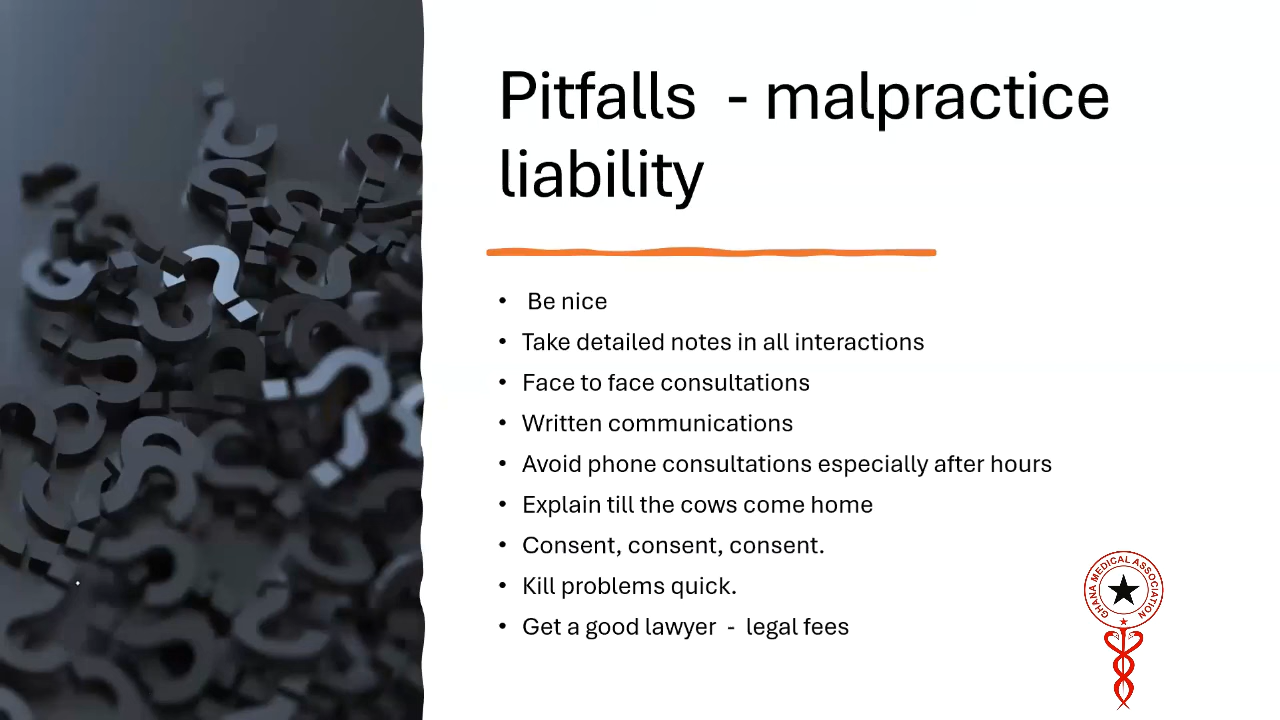 Pitfalls - malpractice
liability
• Be nice
• Take detailed notes in all interactions
• Face to face consultations
• Written communications
• Avoid phone consultations especially after hours
• Explain till the cows come home
• Consent, consent, consent.
• Kill problems quick.
• Get a good lawyer - legal fees
GHANA MEDICAL ASSOCIATION